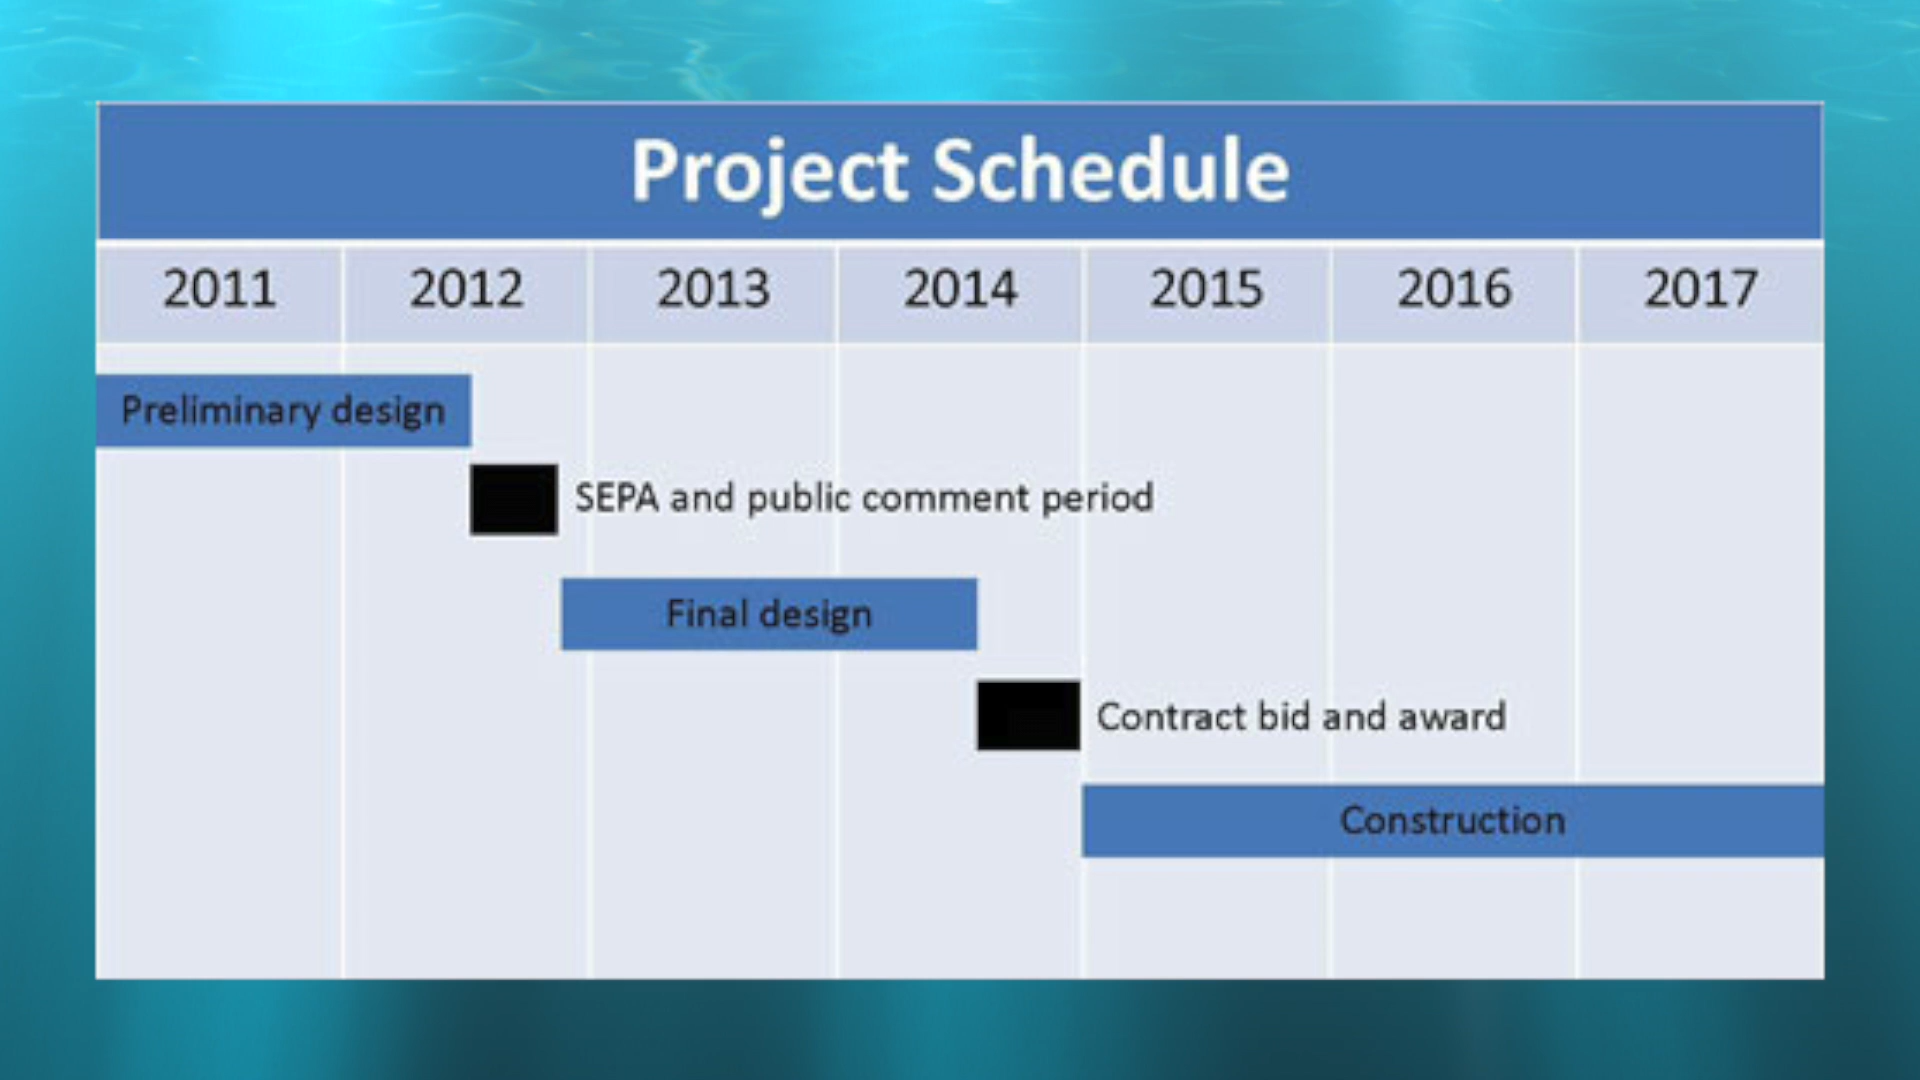 Project Schedule
2011 2012 2013 2014 2015 2016 2017
Preliminary design
SEPA and public comment period
Final design
Contract bid and award
Construction